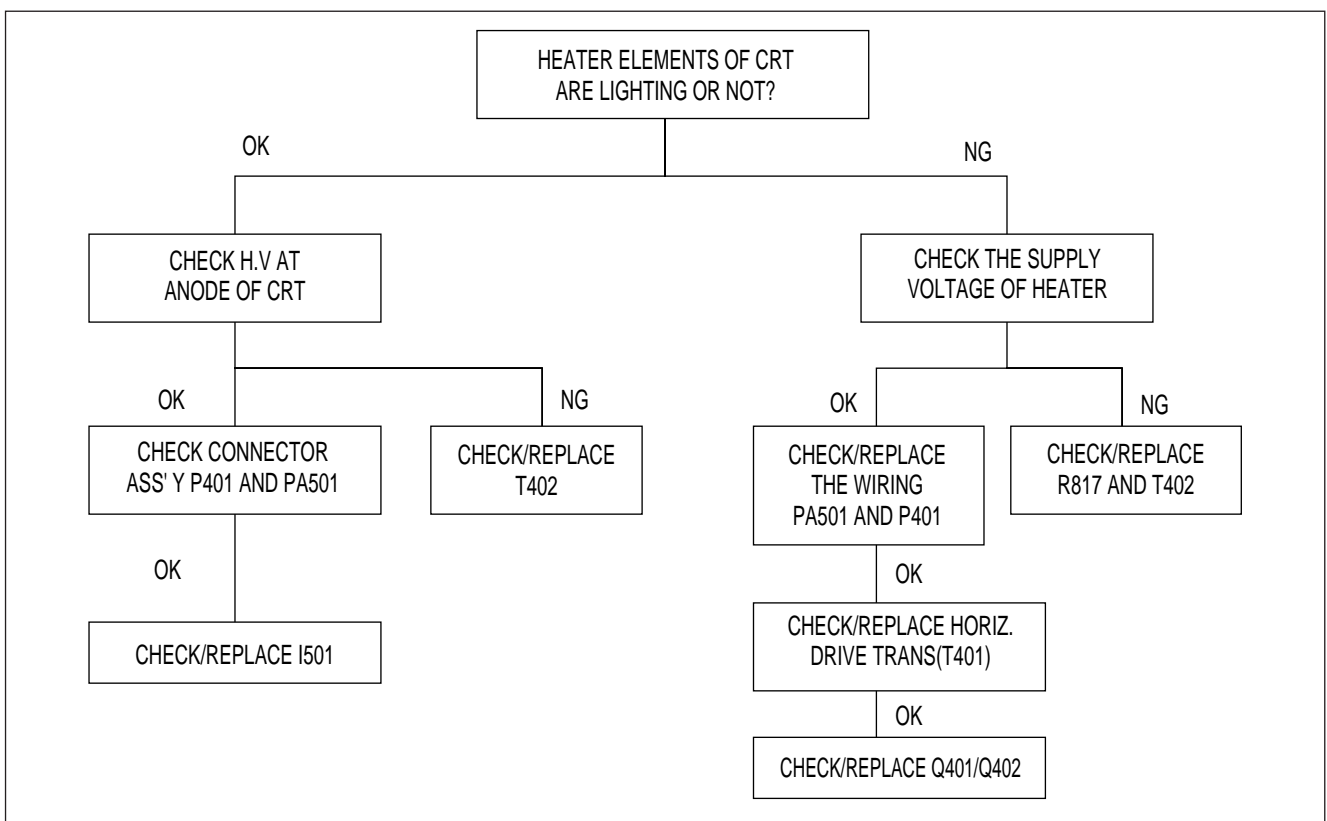 HEATER ELEMENTS OF CRT
ARE LIGHTING OR NOT?
OK
NG
CHECK H.V AT
ANODE OF CRT
CHECK THE SUPPLY
VOLTAGE OF HEATER
OK
NG
OK
NG
CHECK CONNECTOR
ASS' Y P401 AND PA501
CHECK/REPLACE
T402
CHECK/REPLACE
THE WIRING
PA501 AND P401
CHECK/REPLACE
R817 AND T402
OK
OK
CHECK/REPLACE I501
CHECK/REPLACE HORIZ.
DRIVE TRANS(T401)
OK
CHECK/REPLACE Q401/Q402